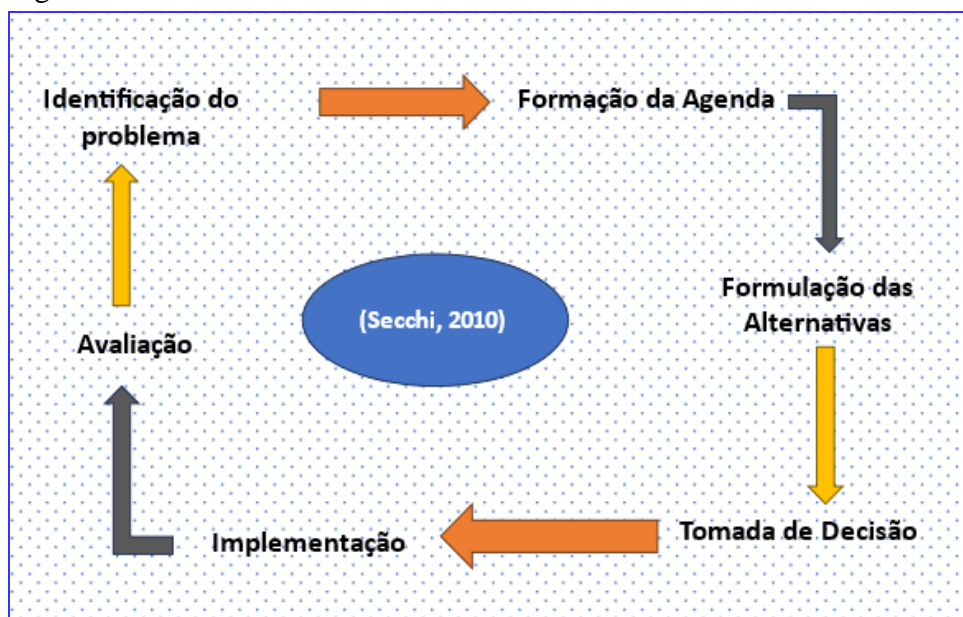 Identificação do
problema
Formação da Agenda
Formulação das
Alternativas
(Secchi, 2010)
Avaliação
Tomada de Decisão
Implementação